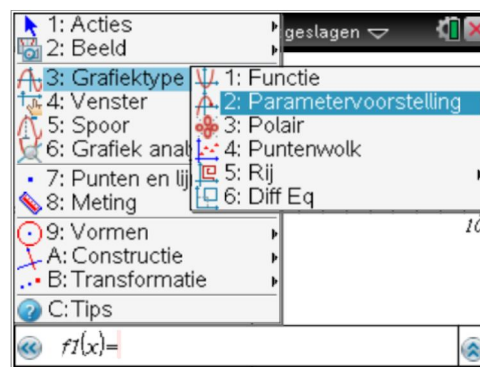 1: Acties
geslagen
2: Beeld
3: Grafiektype
1: Functie
2: Parametervoorstelling
4: Venster
3: Polair
5: Spoor
4: Puntenwolk
6: Grafiek anal
5: Rij
7: Punten en lij
6: Diff Eq
8: Meting
9: Vormen
10
A: Constructie
B: Transformatie
C: Tips
f1(x)=